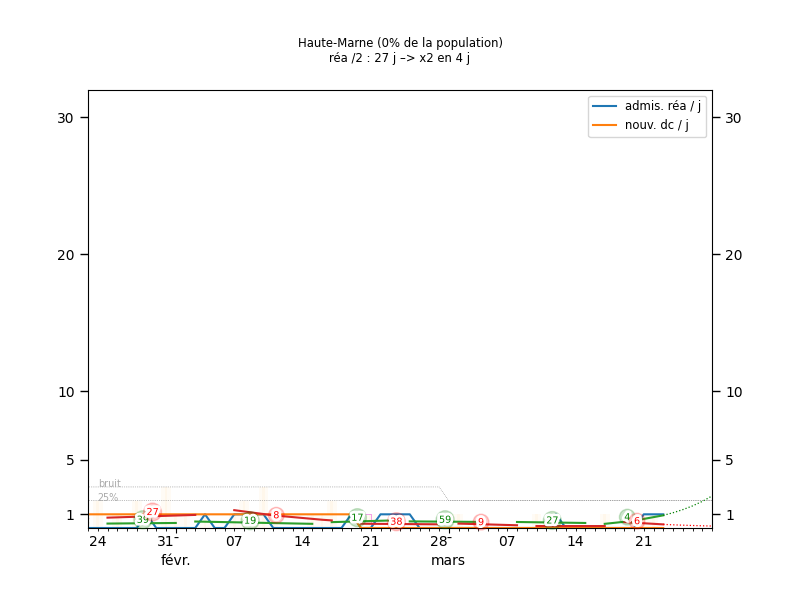 Haute-Marne (0% de la population)
réa /2 : 27 j –> x2 en 4 j
admis. réa / j
nouv. dc / j
30 30
20 20
10 10
5 5
1 1
bruit
25%
39 27 19 8 17 38 59 9 27 4 6
24 31 07 14 21 28 07 14 21
févr. mars